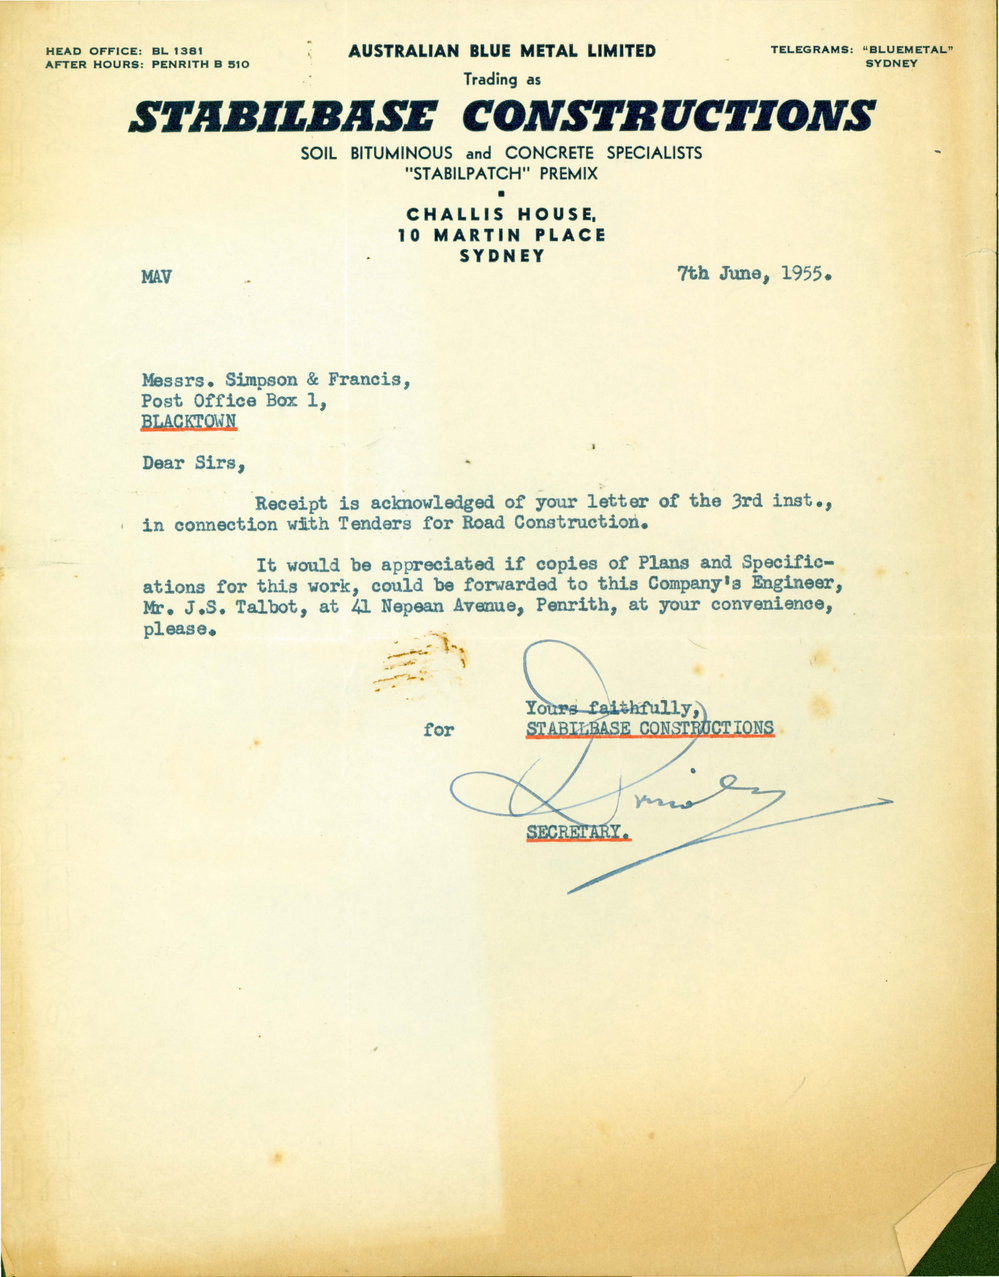 HEAD OFFICE: BL 1381
AFTER HOURS: PENRITH B 510
AUSTRALIAN BLUE METAL LIMITED
TELEGRAMS: "BLUEMETAL"
SYDNEY
Trading as
STABILBASE CONSTRUCTIONS
SOIL BITUMINOUS and CONCRETE SPECIALISTS
"STABILPATCH" PREMIX
CHALLIS HOUSE,
10 MARTIN PLACE
SYDNEY
MAV
7th June, 1955.
Messrs. Simpson & Francis,
Post Office Box 1,
BLACKTOWN
Dear Sirs,
Receipt is acknowledged of your letter of the 3rd inst.,
in connection with Tenders for Road Construction.
It would be appreciated if copies of Plans and Specific-
ations for this work, could be forwarded to this Company's Engineer,
Mr. J.S. Talbot, at 41 Nepean Avenue, Penrith, at your convenience,
please.
Yours faithfully,
for STABILBASE CONSTRUCTIONS
SECRETARY.